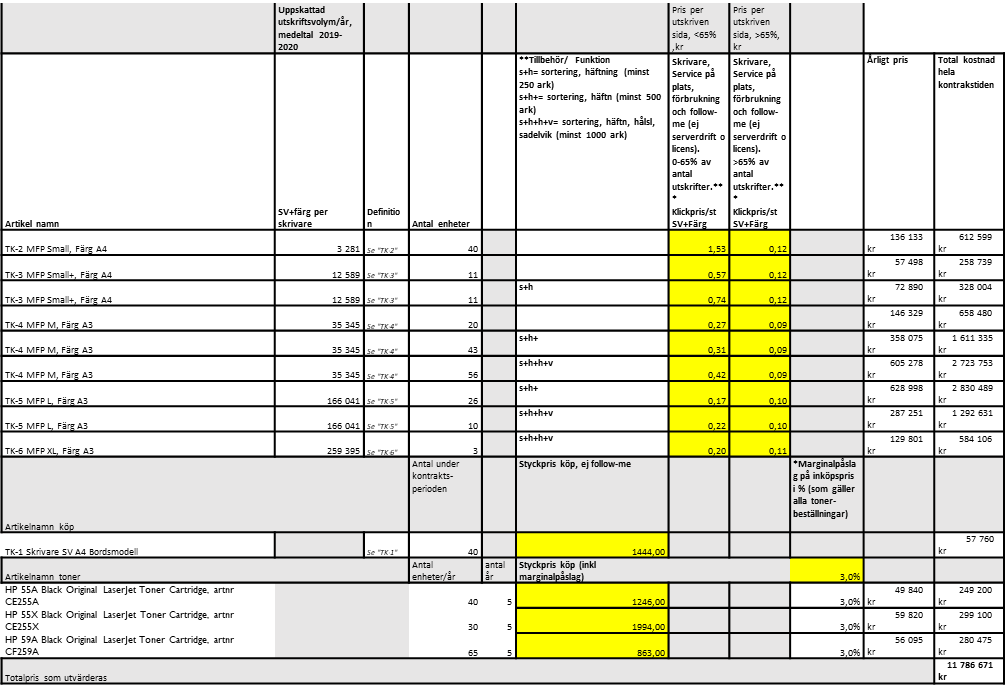 Uppskattad utskriftsvolym/år, medeltal 2019-2020 Pris per utskriven sida, <65% ,kr Pris per utskriven sida, >65%, kr
Artikel namn SV+färg per skrivare Definitio n Antal enheter **Tillbehör/ Funktion s+h= sortering, häftning (minst 250 ark) s+h+= sortering, häftn (minst 500 ark) s+h+h+v= sortering, häftn, hålsl, sadelvik (minst 1000 ark) Skrivare, Service på plats, förbrukning och follow-me (ej serverdrift o licens). 0-65% av antal utskrifter.** * Klickpris/st SV+Färg Skrivare, Service på plats, förbrukning och follow-me (ej serverdrift o licens). >65% av antal utskrifter.** * Klickpris/st SV+Färg Årligt pris Total kostnad hela kontrakstiden
TK-2 MFP Small, Färg A4 3 281 Se "TK-2" 40 1,53 0,12 136 133 kr 612 599 kr
TK-3 MFP Small+, Färg A4 12 589 Se "TK-3" 11 0,57 0,12 57 498 kr 258 739 kr
TK-3 MFP Small+, Färg A4 12 589 Se "TK-3" 11 s+h 0,74 0,12 72 890 kr 328 004 kr
TK-4 MFP M, Färg A3 35 345 Se "TK-4" 20 0,27 0,09 146 329 kr 658 480 kr
TK-4 MFP M, Färg A3 35 345 Se "TK-4" 43 s+h+ 0,31 0,09 358 075 kr 1 611 335 kr
TK-4 MFP M, Färg A3 35 345 Se "TK-4" 56 s+h+h+v 0,42 0,09 605 278 kr 2 723 753 kr
TK-5 MFP L, Färg A3 166 041 Se "TK-5" 26 s+h+ 0,17 0,10 628 998 kr 2 830 489 kr
TK-5 MFP L, Färg A3 166 041 Se "TK-5" 10 s+h+h+v 0,22 0,10 287 251 kr 1 292 631 kr
TK-6 MFP XL, Färg A3 259 395 Se "TK-6" 3 s+h+h+v 0,20 0,11 129 801 kr 584 106 kr
Artikelnamn köp Antal under kontrakts-perioden Styckpris köp, ej follow-me *Marginalpåsla g på inköpspris i % (som gäller alla toner-beställningar)
TK-1 Skrivare SV A4 Bordsmodell Se "TK-1" 40 1444,00 57 760 kr
Artikelnamn toner Antal enheter/år antal år Styckpris köp (inkl marginalpåslag) 3,0%
HP 55A Black Original LaserJet Toner Cartridge, artnr CE255A 40 5 1246,00 3,0% 49 840 kr 249 200 kr
HP 55X Black Original LaserJet Toner Cartridge, artnr CE255X 30 5 1994,00 3,0% 59 820 kr 299 100 kr
HP 59A Black Original LaserJet Toner Cartridge, artnr CF259A 65 5 863,00 3,0% 56 095 kr 280 475 kr
Totalpris som utvärderas 11 786 671 kr